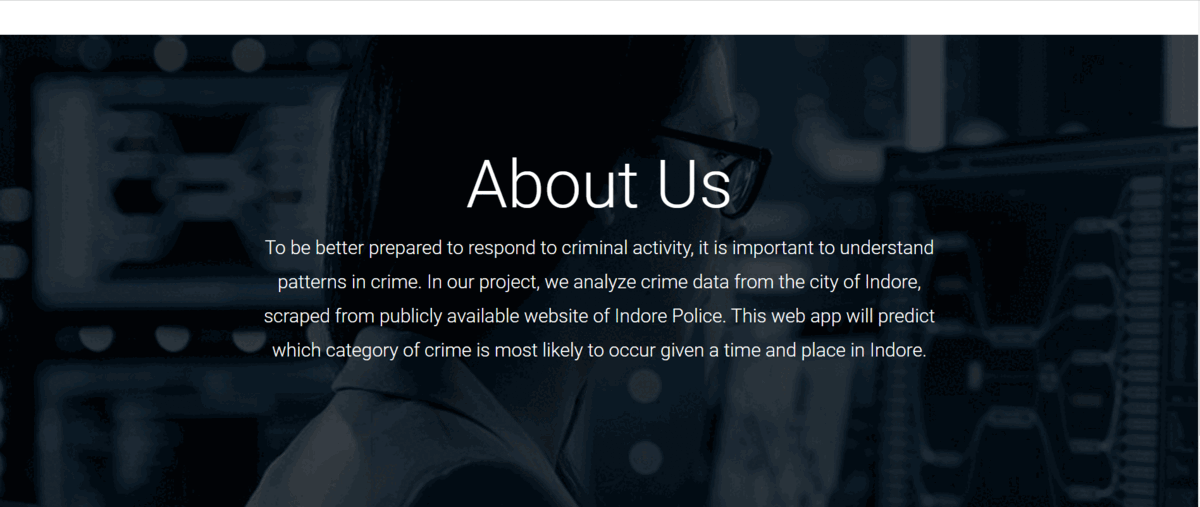 About Us
To be better prepared to respond to criminal activity, it is important to understand
patterns in crime. In our project, we analyze crime data from the city of Indore,
scraped from publicly available website of Indore Police. This web app will predict
which category of crime is most likely to occur given a time and place in Indore.